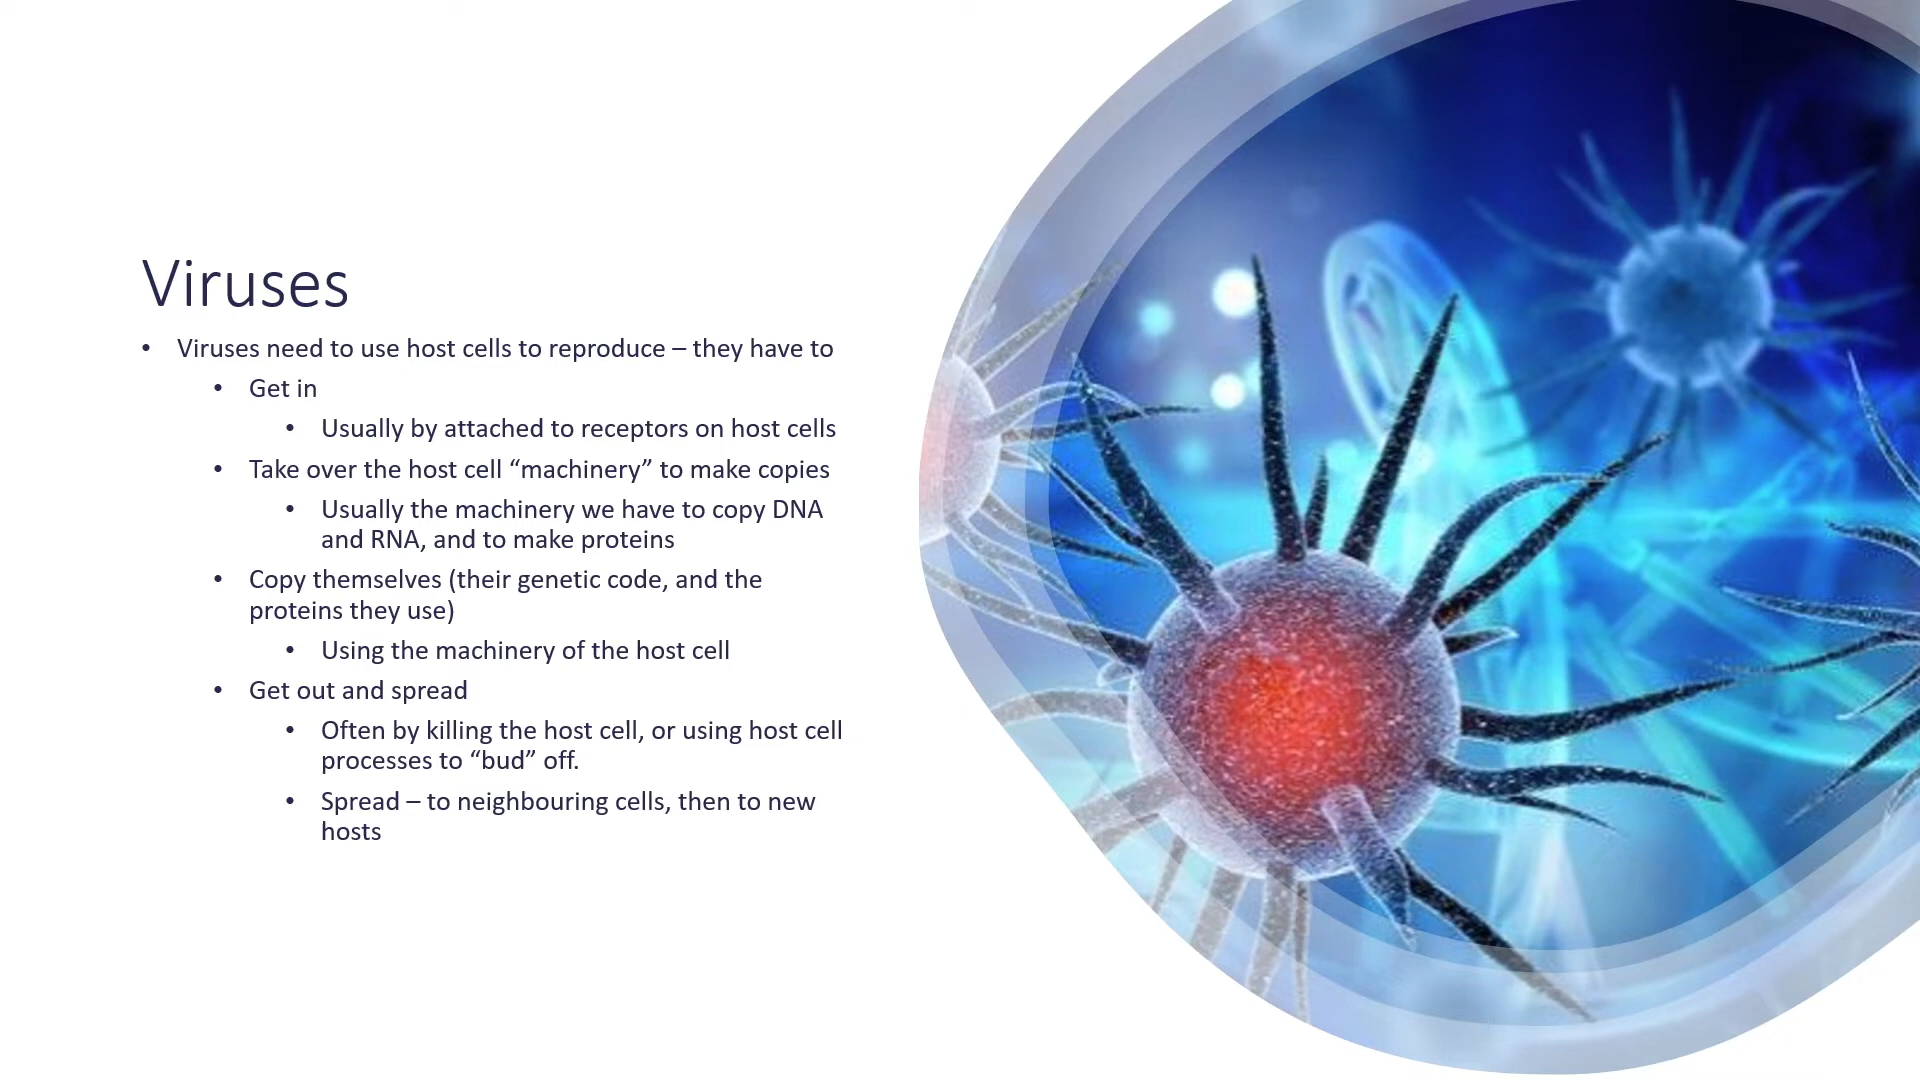 Viruses
• Viruses need to use host cells to reproduce – they have to
• Get in
• Usually by attached to receptors on host cells
• Take over the host cell “machinery” to make copies
• Usually the machinery we have to copy DNA
and RNA, and to make proteins
• Copy themselves (their genetic code, and the
proteins they use)
• Using the machinery of the host cell
• Get out and spread
• Often by killing the host cell, or using host cell
processes to “bud” off.
• Spread – to neighbouring cells, then to new
hosts